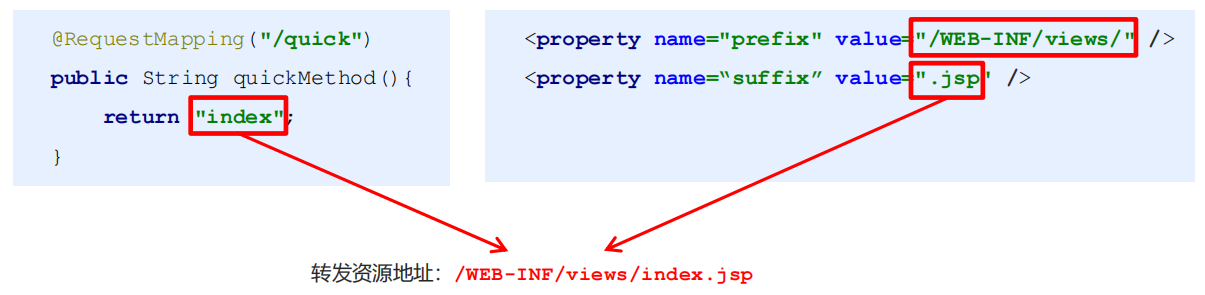 @RequestMapping("/quick")
public String quickMethod(){
return "index";
}
<property name="prefix" value="/WEB-INF/views/" />
<property name=“suffix” value=".jsp" />
转发资源地址：/WEB-INF/views/index.jsp